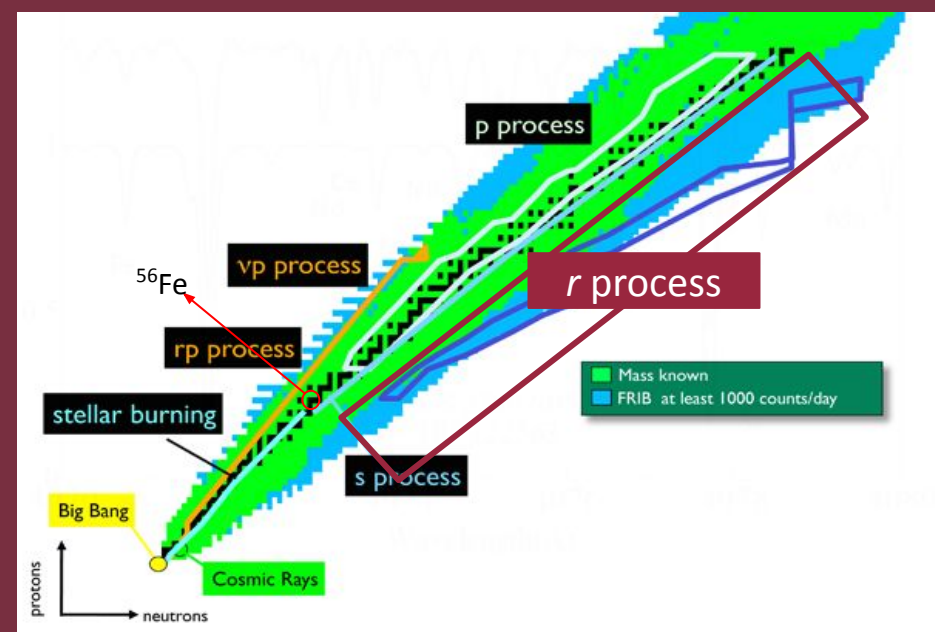 p process
νp process
⁵⁶Fe
r process
rp process
Mass known
FRIB at least 1000 counts/day
stellar burning
s process
Big Bang
Cosmic Rays
protons
neutrons